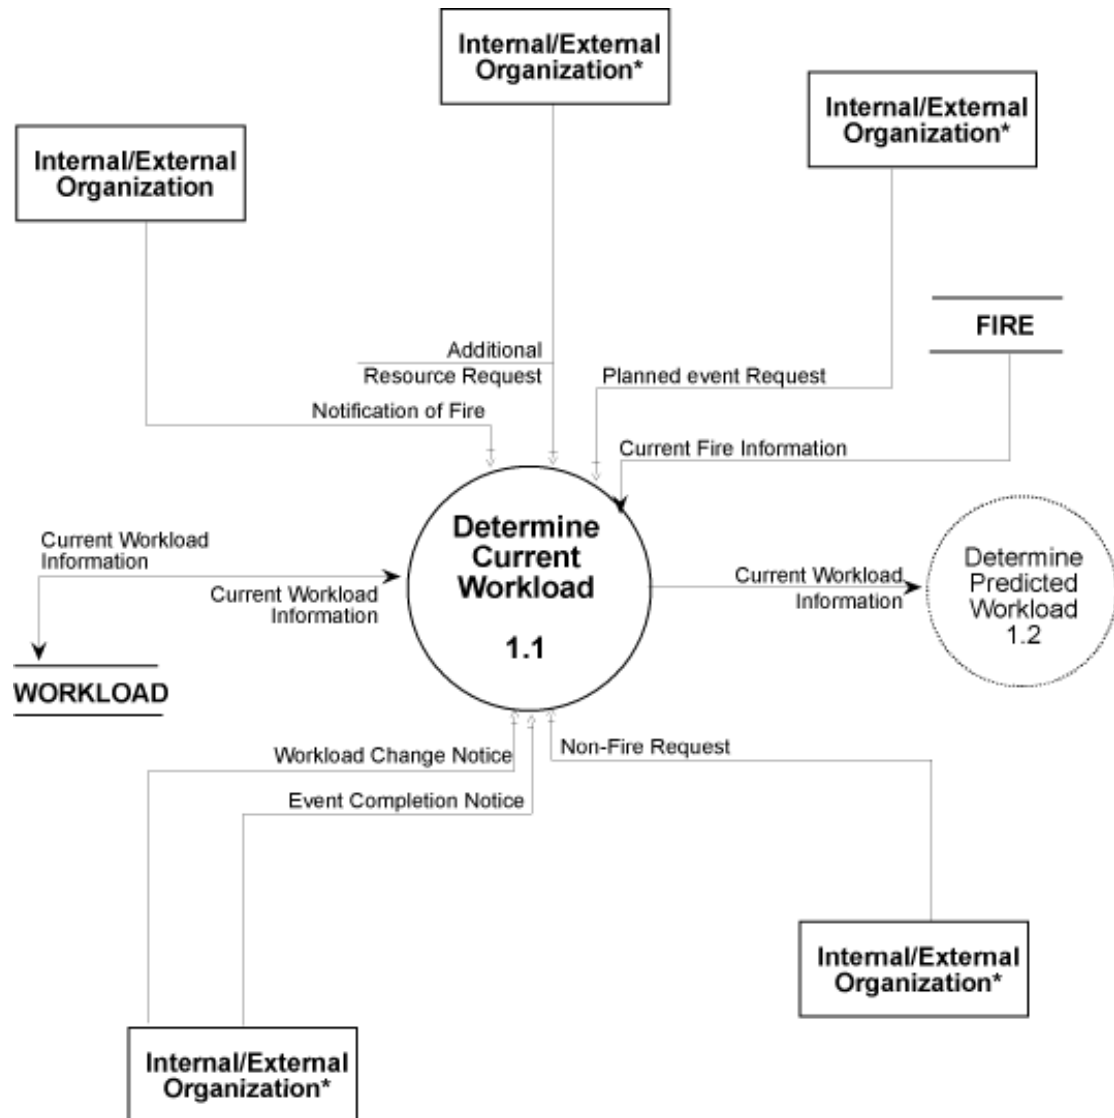 Internal/External
Organization*
Internal/External
Organization*
Internal/External
Organization
FIRE
Additional
Resource Request
Planned event Request
Notification of Fire
Current Fire Information
Determine
Current
Workload
1.1
Current Workload
Information
Current Workload
Information
Current Workload
Information
Determine
Predicted
Workload
1.2
WORKLOAD
Workload Change Notice
Non-Fire Request
Event Completion Notice
Internal/External
Organization*
Internal/External
Organization*